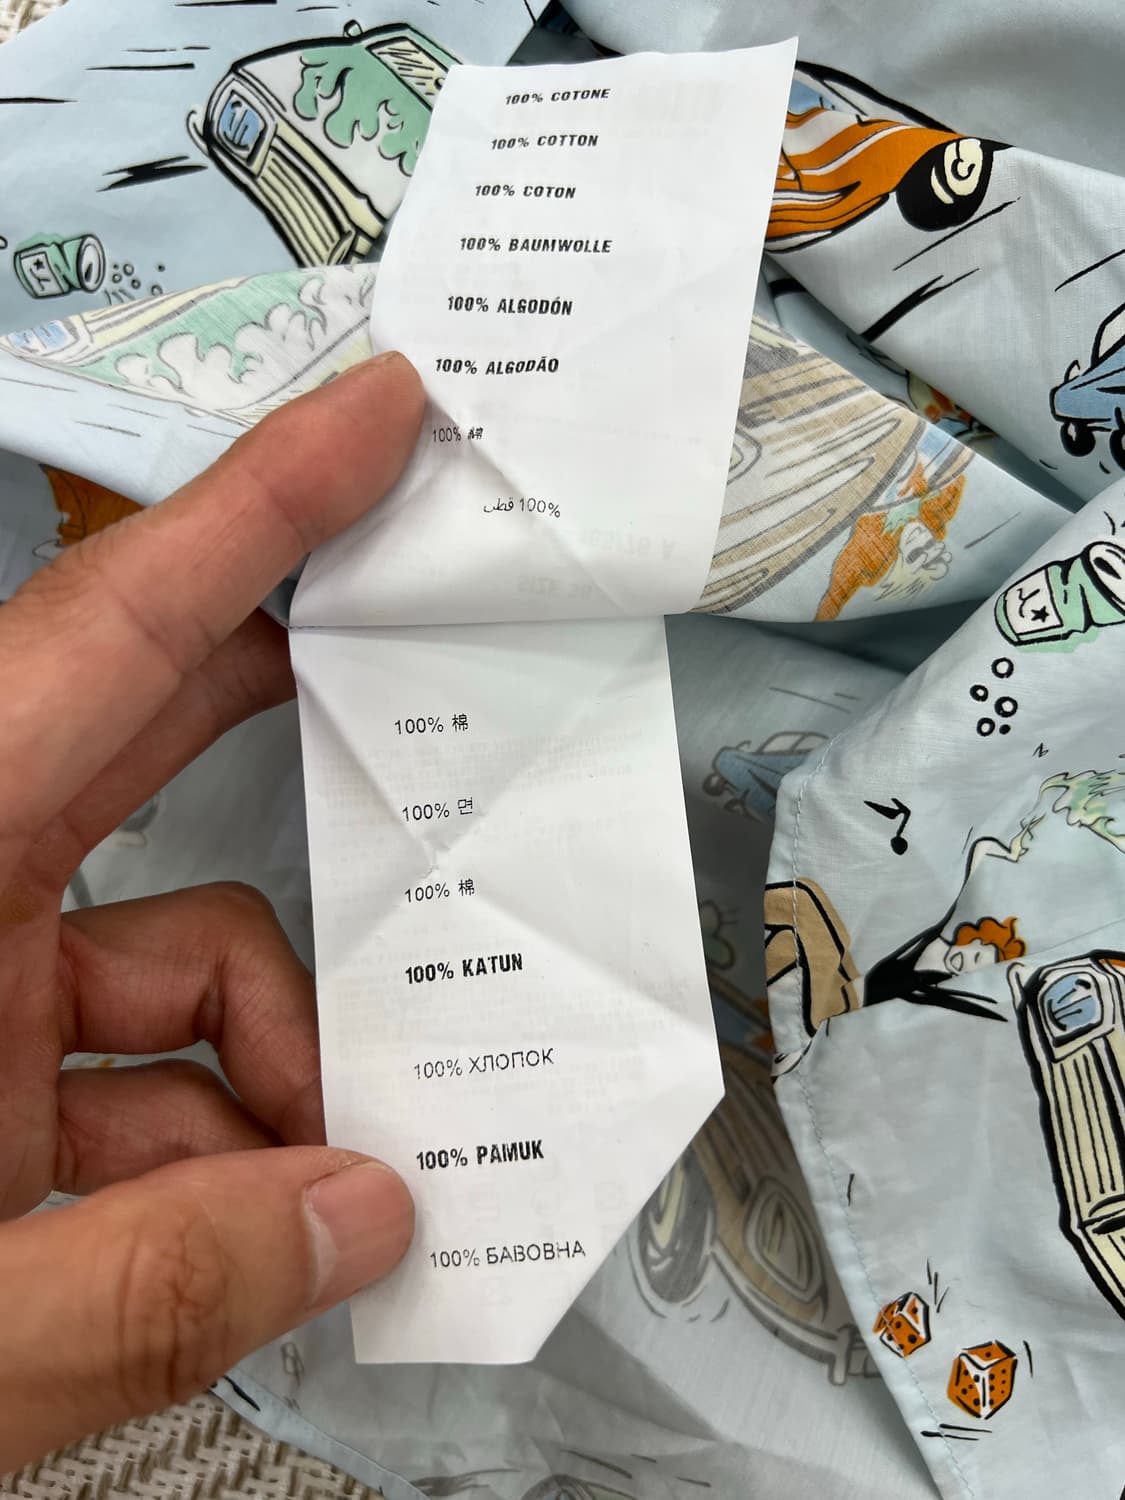 100% COTONE
100% COTTON
100% COTON
100% BAUMWOLLE
100% ALGODÓN
100% ALGODÃO
100% 綿
100% قطن
100% 棉
100% 면
100% 棉
100% KATUN
100% ХЛОПОК
100% PAMUK
100% БАВОВНА